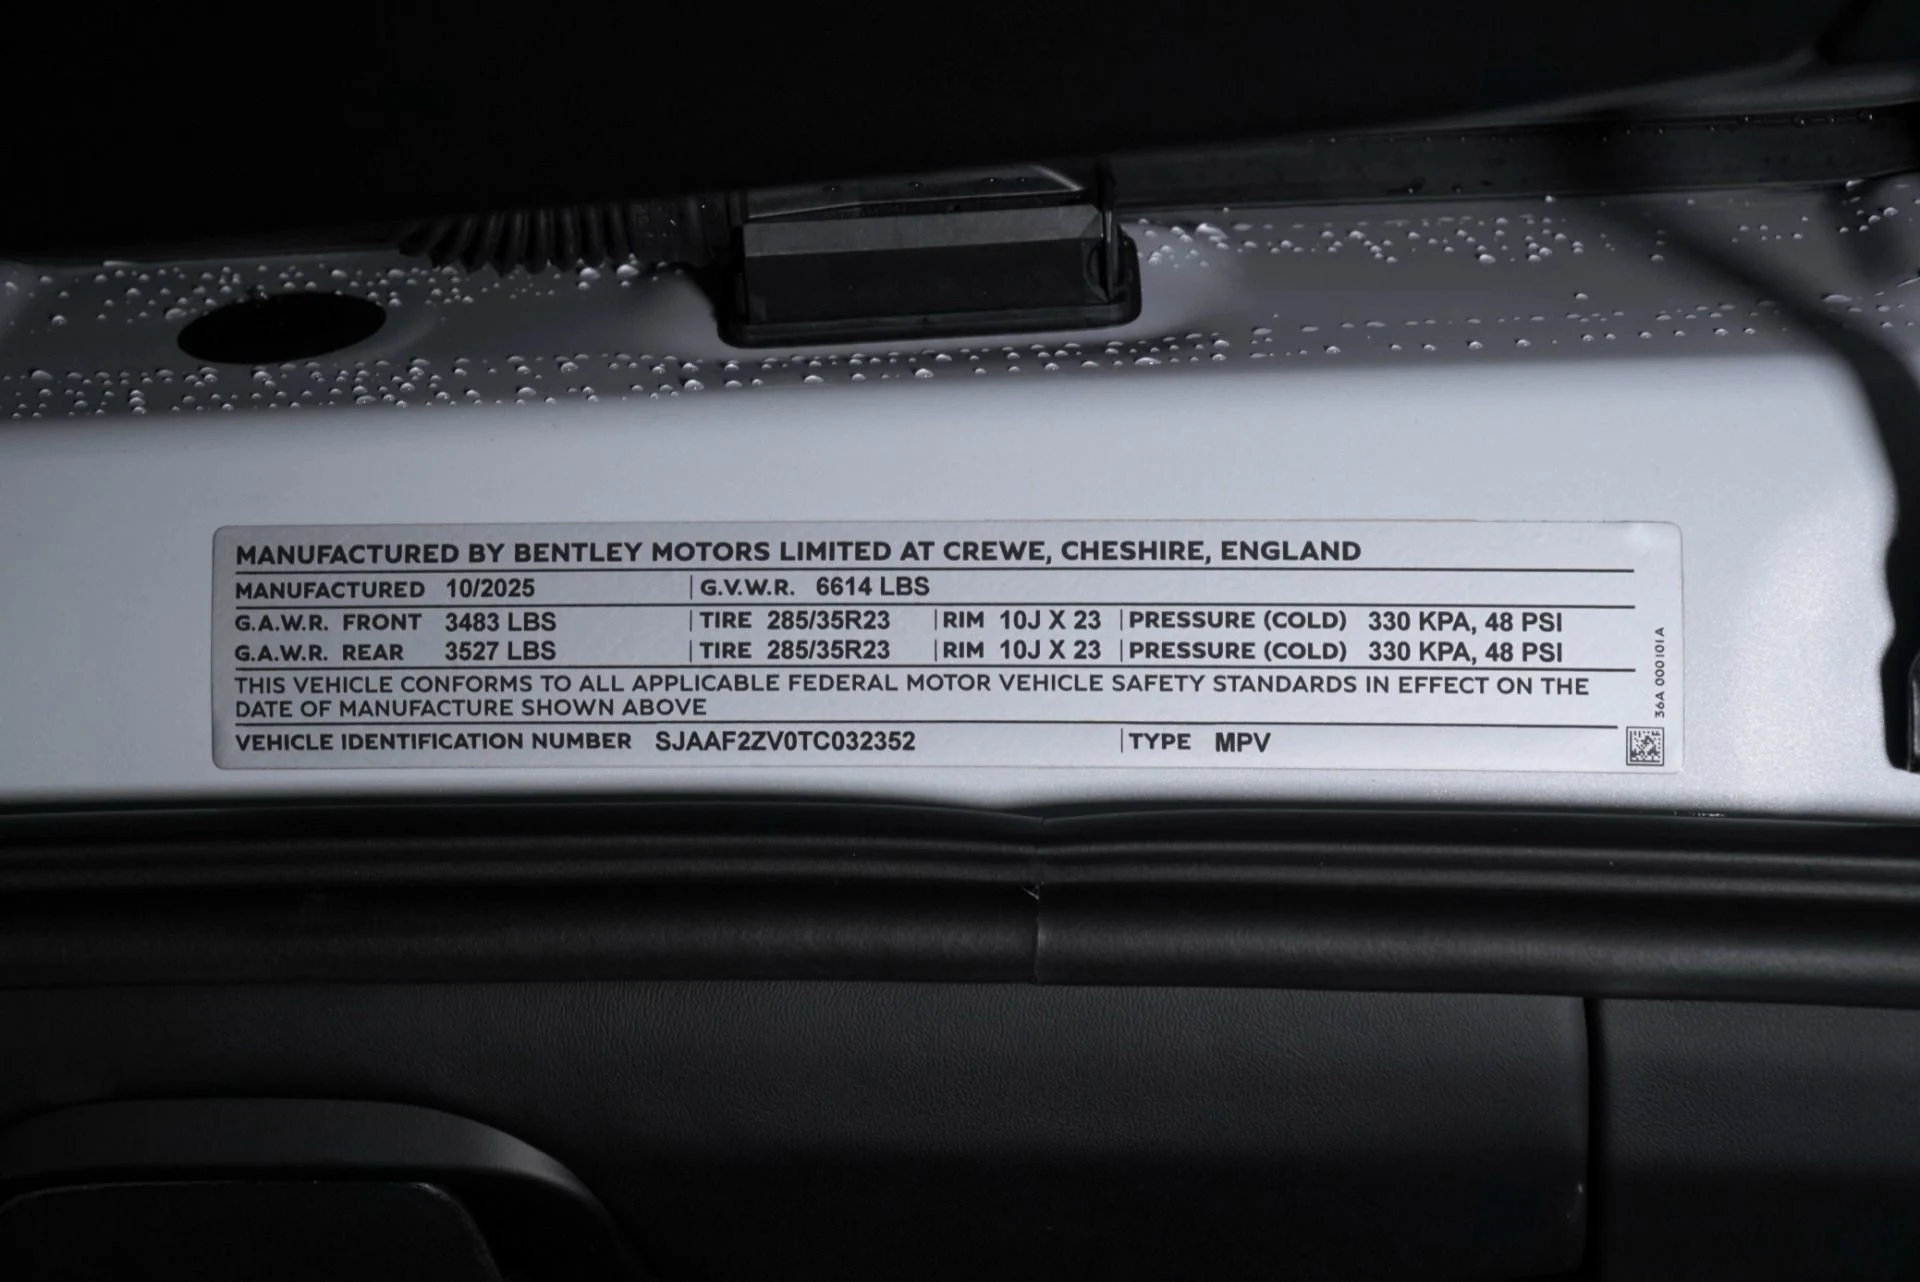 MANUFACTURED BY BENTLEY MOTORS LIMITED AT CREWE, CHESHIRE, ENGLAND
MANUFACTURED 10/2025 G.V.W.R. 6614 LBS
G.A.W.R. FRONT 3483 LBS TIRE 285/35R23 RIM 10J X 23 PRESSURE (COLD) 330 KPA, 48 PSI
G.A.W.R. REAR 3527 LBS TIRE 285/35R23 RIM 10J X 23 PRESSURE (COLD) 330 KPA, 48 PSI
THIS VEHICLE CONFORMS TO ALL APPLICABLE FEDERAL MOTOR VEHICLE SAFETY STANDARDS IN EFFECT ON THE
DATE OF MANUFACTURE SHOWN ABOVE
VEHICLE IDENTIFICATION NUMBER SJAAF2ZV0TC032352 TYPE MPV
36A 000101A